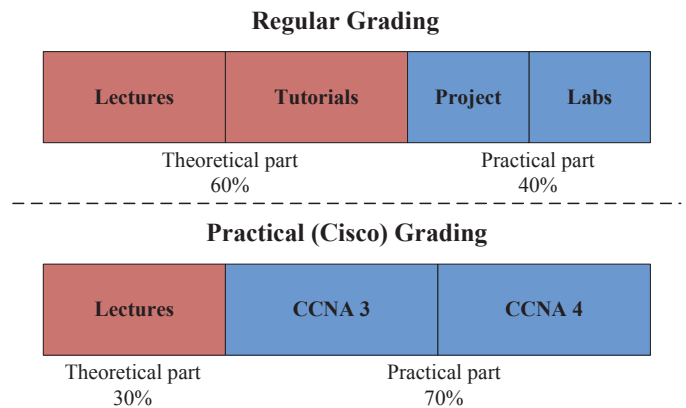 Regular Grading
Lectures Tutorials Project Labs
Theoretical part Practical part
60% 40%
Practical (Cisco) Grading
Lectures CCNA 3 CCNA 4
Theoretical part Practical part
30% 70%